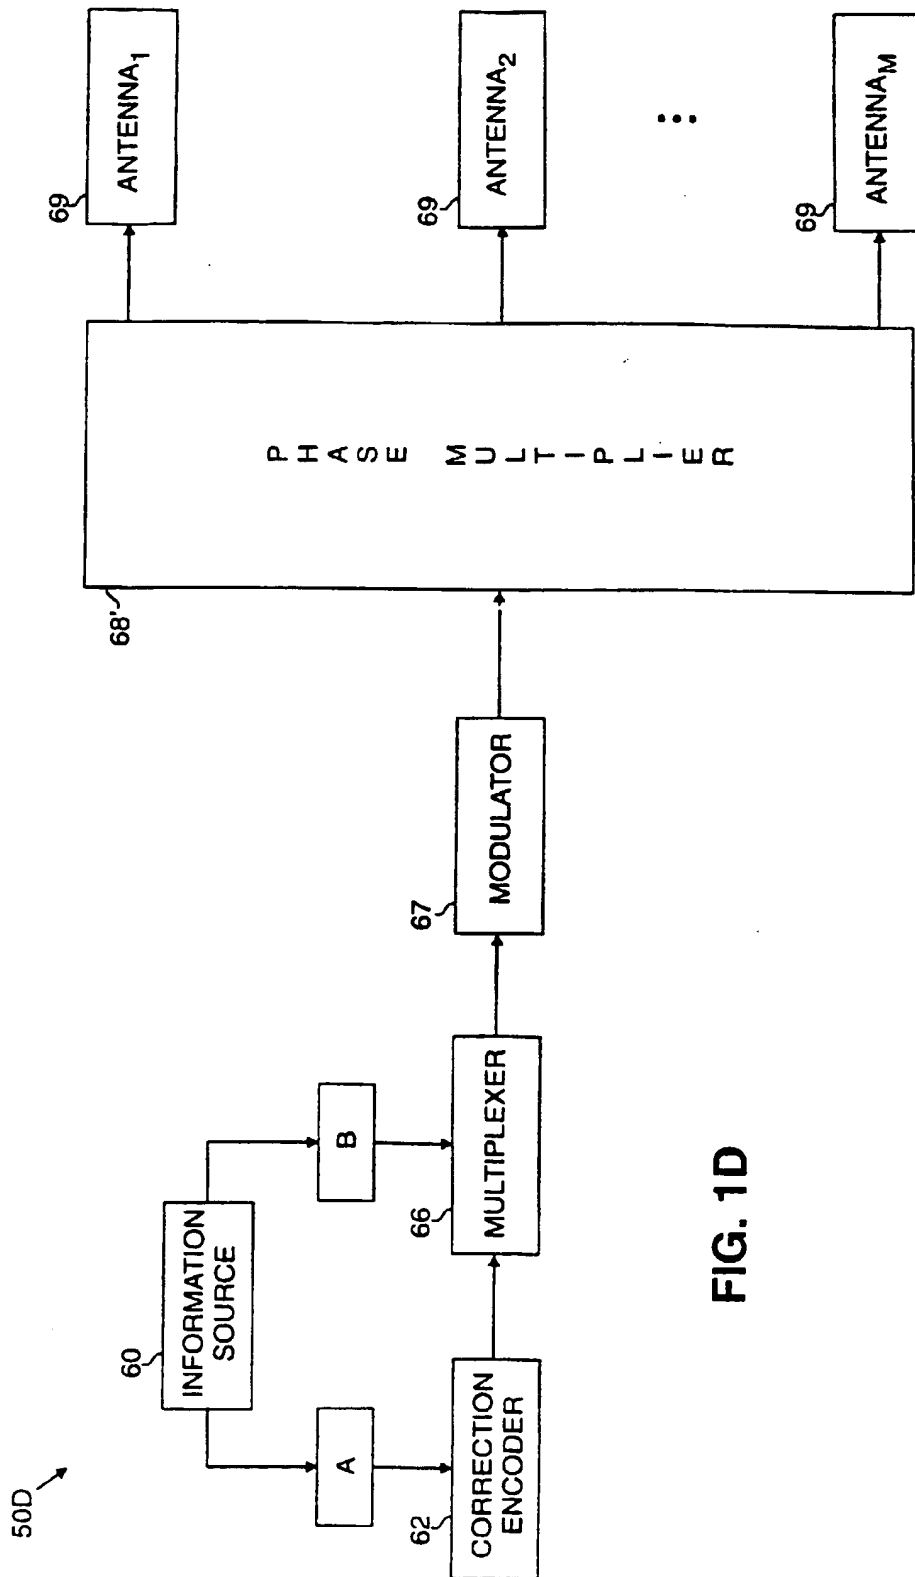 50D
60
INFORMATION
SOURCE
A
B
62
CORRECTION
ENCODER
66
MULTIPLEXER
67
MODULATOR
68'
PHASE MULTIPLIER
69
ANTENNA1
69
ANTENNA2
...
69
ANTENNAM
FIG. 1D